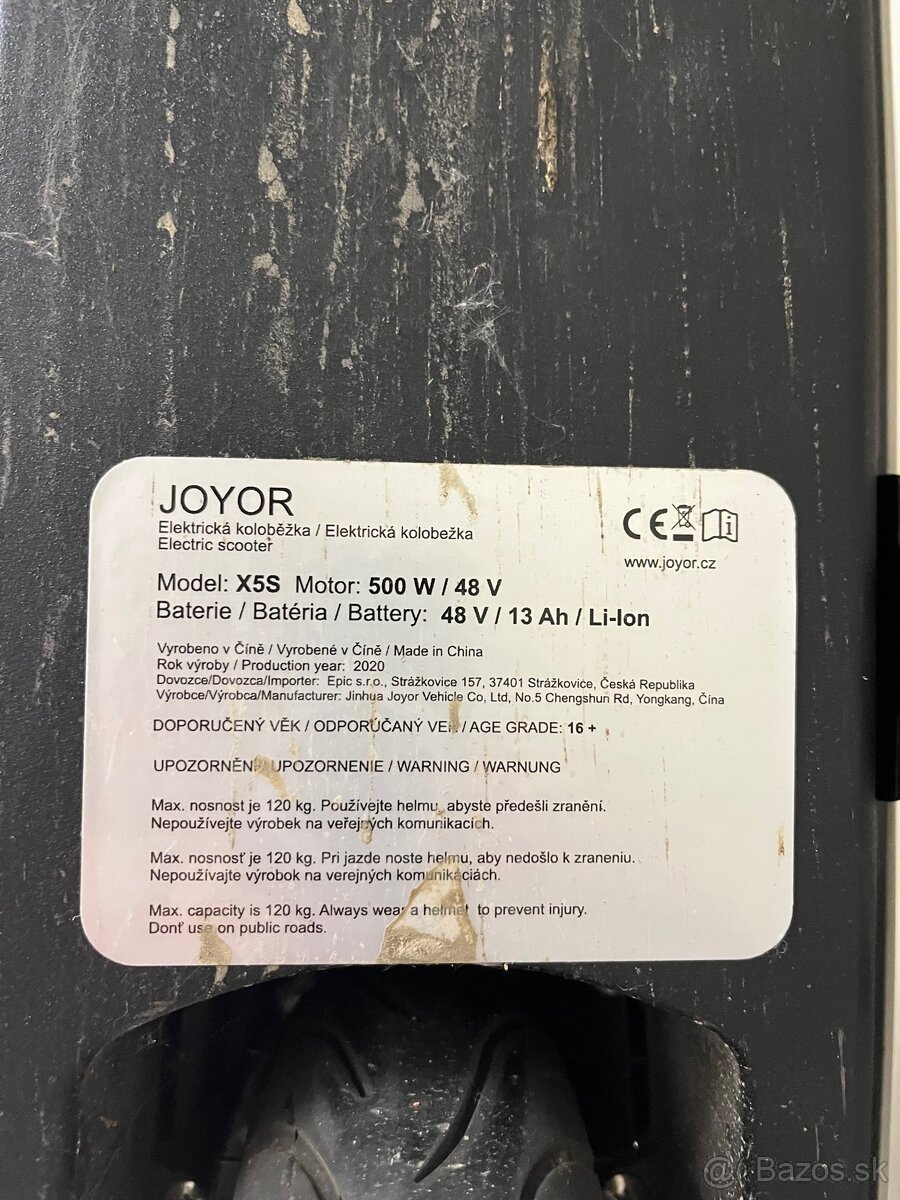 JOYOR
Elektrická koloběžka / Elektrická kolobežka
Electric scooter
CE
www.joyor.cz
Model: X5S Motor: 500 W / 48 V
Baterie / Batéria / Battery: 48 V / 13 Ah / Li-Ion
Vyrobeno v Číně / Vyrobené v Číně / Made in China
Rok výroby / Production year: 2020
Dovozce/Dovozca/Importer: Epic s.r.o., Strážkovice 157, 37401 Strážkovice, Česká Republika
Výrobce/Výrobca/Manufacturer: Jinhua Joyor Vehicle Co, Ltd, No.5 Chengshun Rd, Yongkang, Čína
DOPORUČENÝ VĚK / ODPORÚČANÝ VEK / AGE GRADE: 16 +
UPOZORNĚNÍ / UPOZORNENIE / WARNING / WARNUNG
Max. nosnost je 120 kg. Používejte helmu, abyste předešli zranění.
Nepoužívejte výrobek na veřejných komunikacích.
Max. nosnosť je 120 kg. Pri jazde noste helmu, aby nedošlo k zraneniu.
Nepoužívajte výrobok na verejných komunikáciách.
Max. capacity is 120 kg. Always wear a helmet to prevent injury.
Donť use on public roads.
@ Bazos.sk